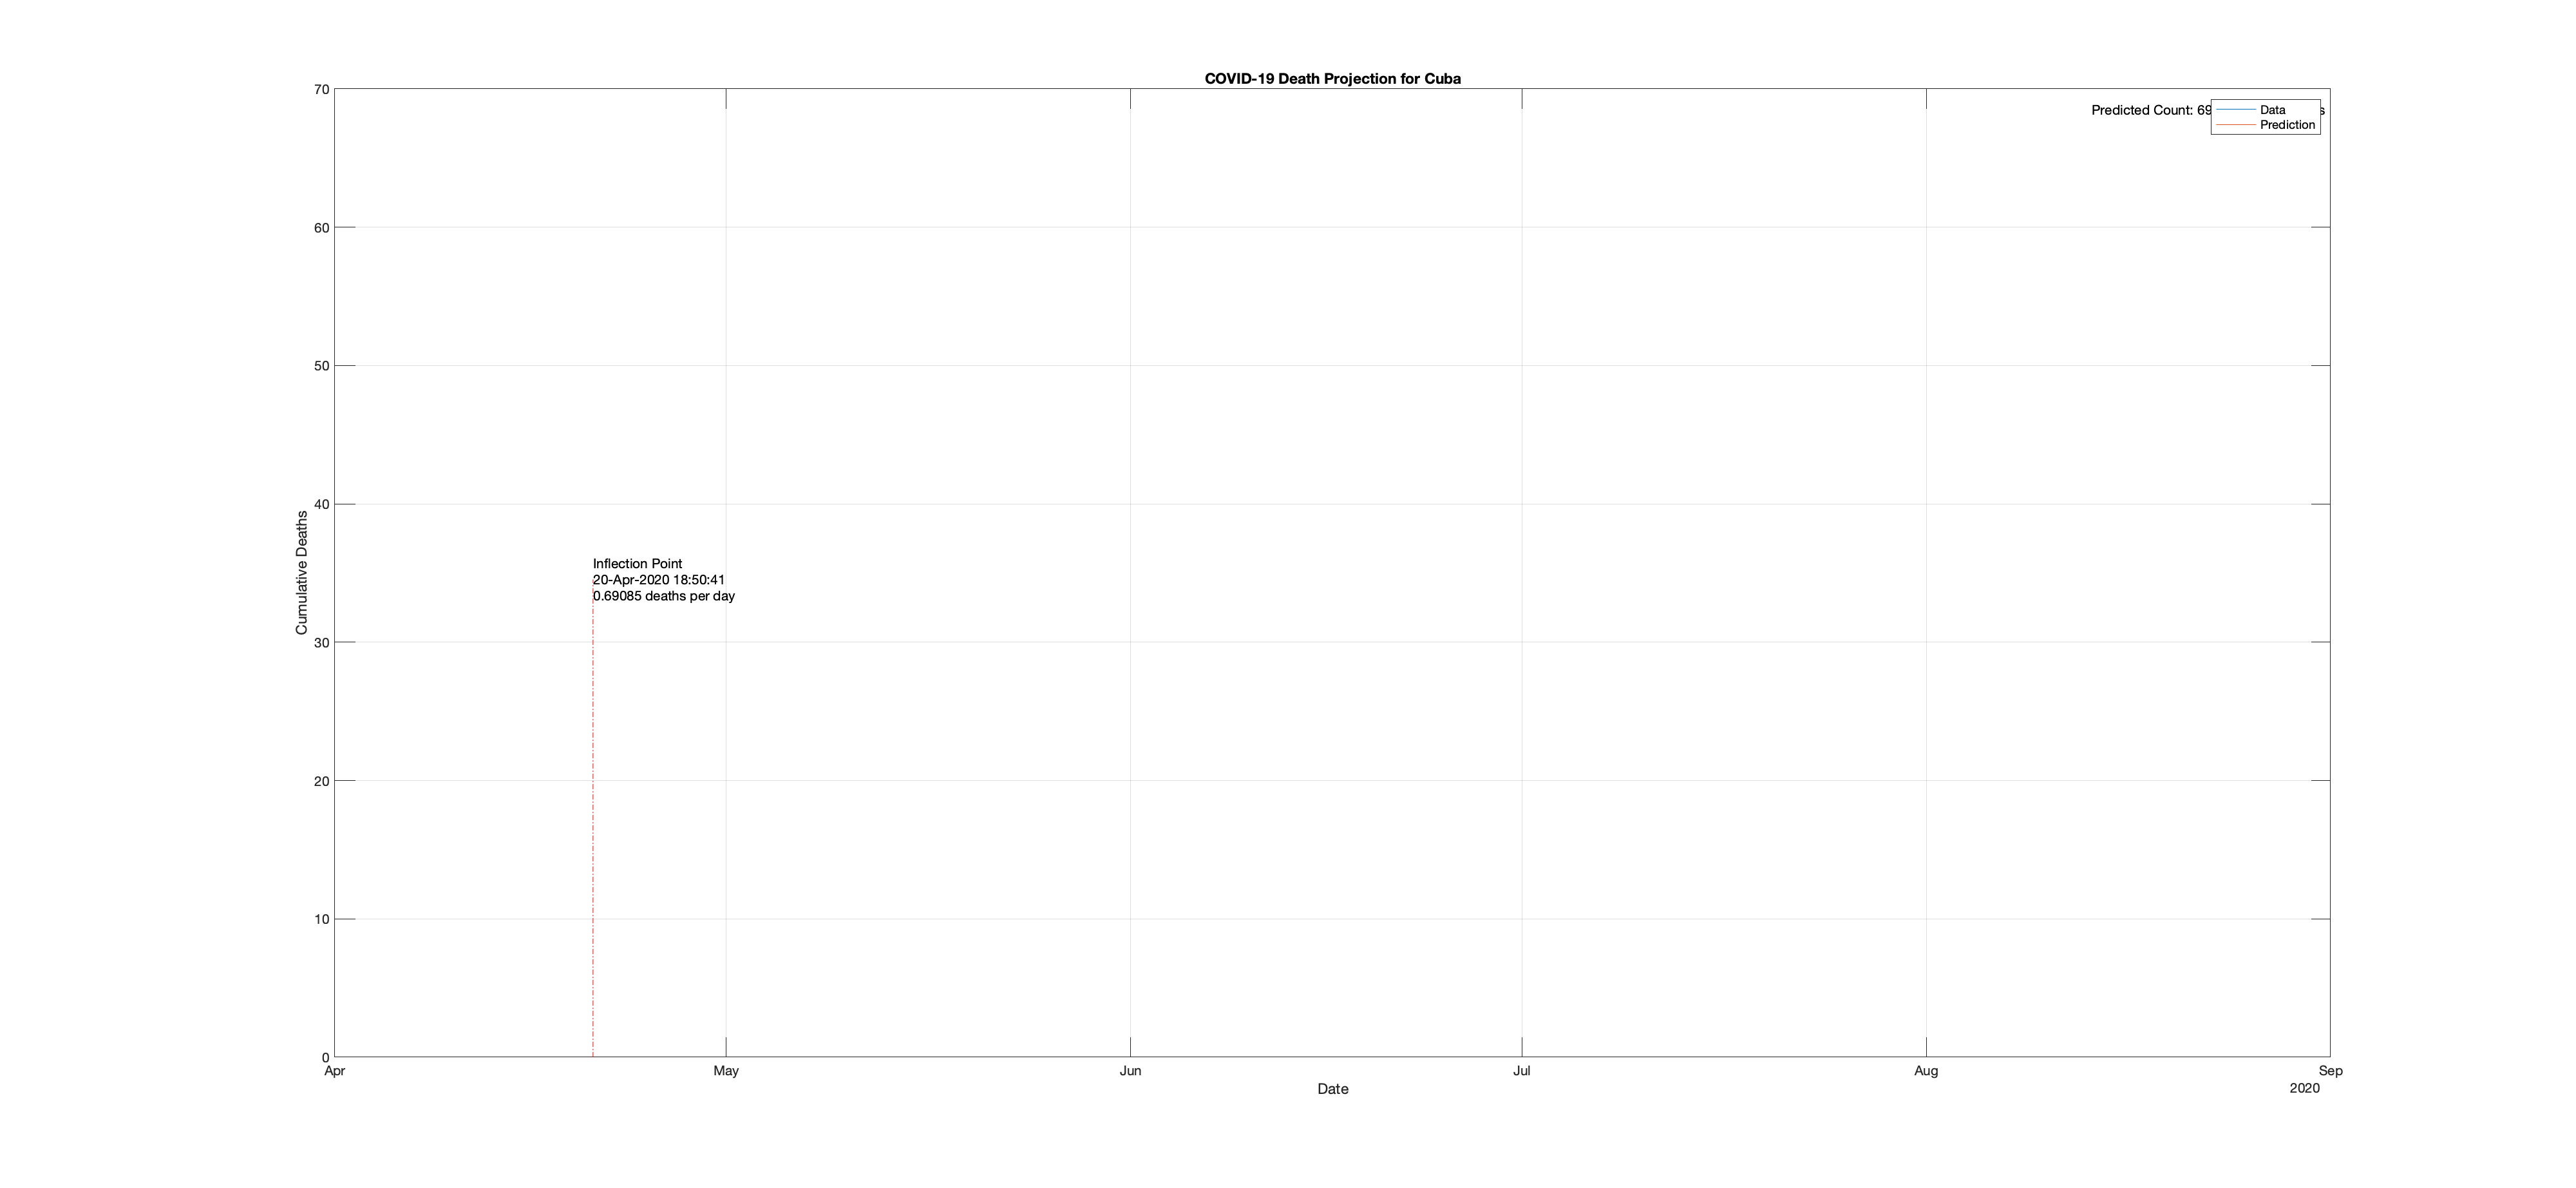 COVID-19 Death Projection for Cuba
Predicted Count: 69
Data
Prediction
70
60
50
40
30
20
10
0
Cumulative Deaths
Inflection Point
20-Apr-2020 18:50:41
0.69085 deaths per day
Apr May Jun Jul Aug Sep
Date
2020